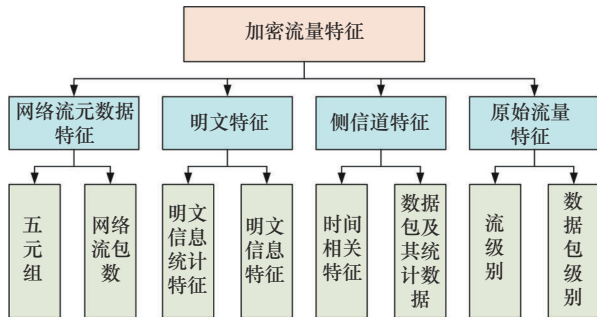 加密流量特征
网络流元数据
特征
明文特征
侧信道特征
原始流量
特征
五
元
组
网络
流包
数
明文
信息
统计
特征
明文
信息
特征
时间
相关
特征
数据
包及
其统
计数
据
流
级
别
数
据
包
级
别